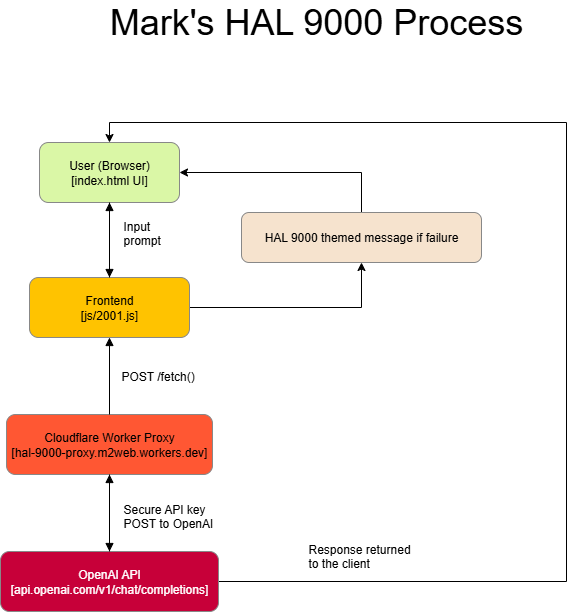 Mark's HAL 9000 Process
User (Browser)
[index.html UI]
Input
prompt
HAL 9000 themed message if failure
Frontend
[js/2001.js]
POST /fetch()
Cloudflare Worker Proxy
[hal-9000-proxy.m2web.workers.dev]
Secure API key
POST to OpenAI
Response returned
to the client
OpenAI API
[api.openai.com/v1/chat/completions]